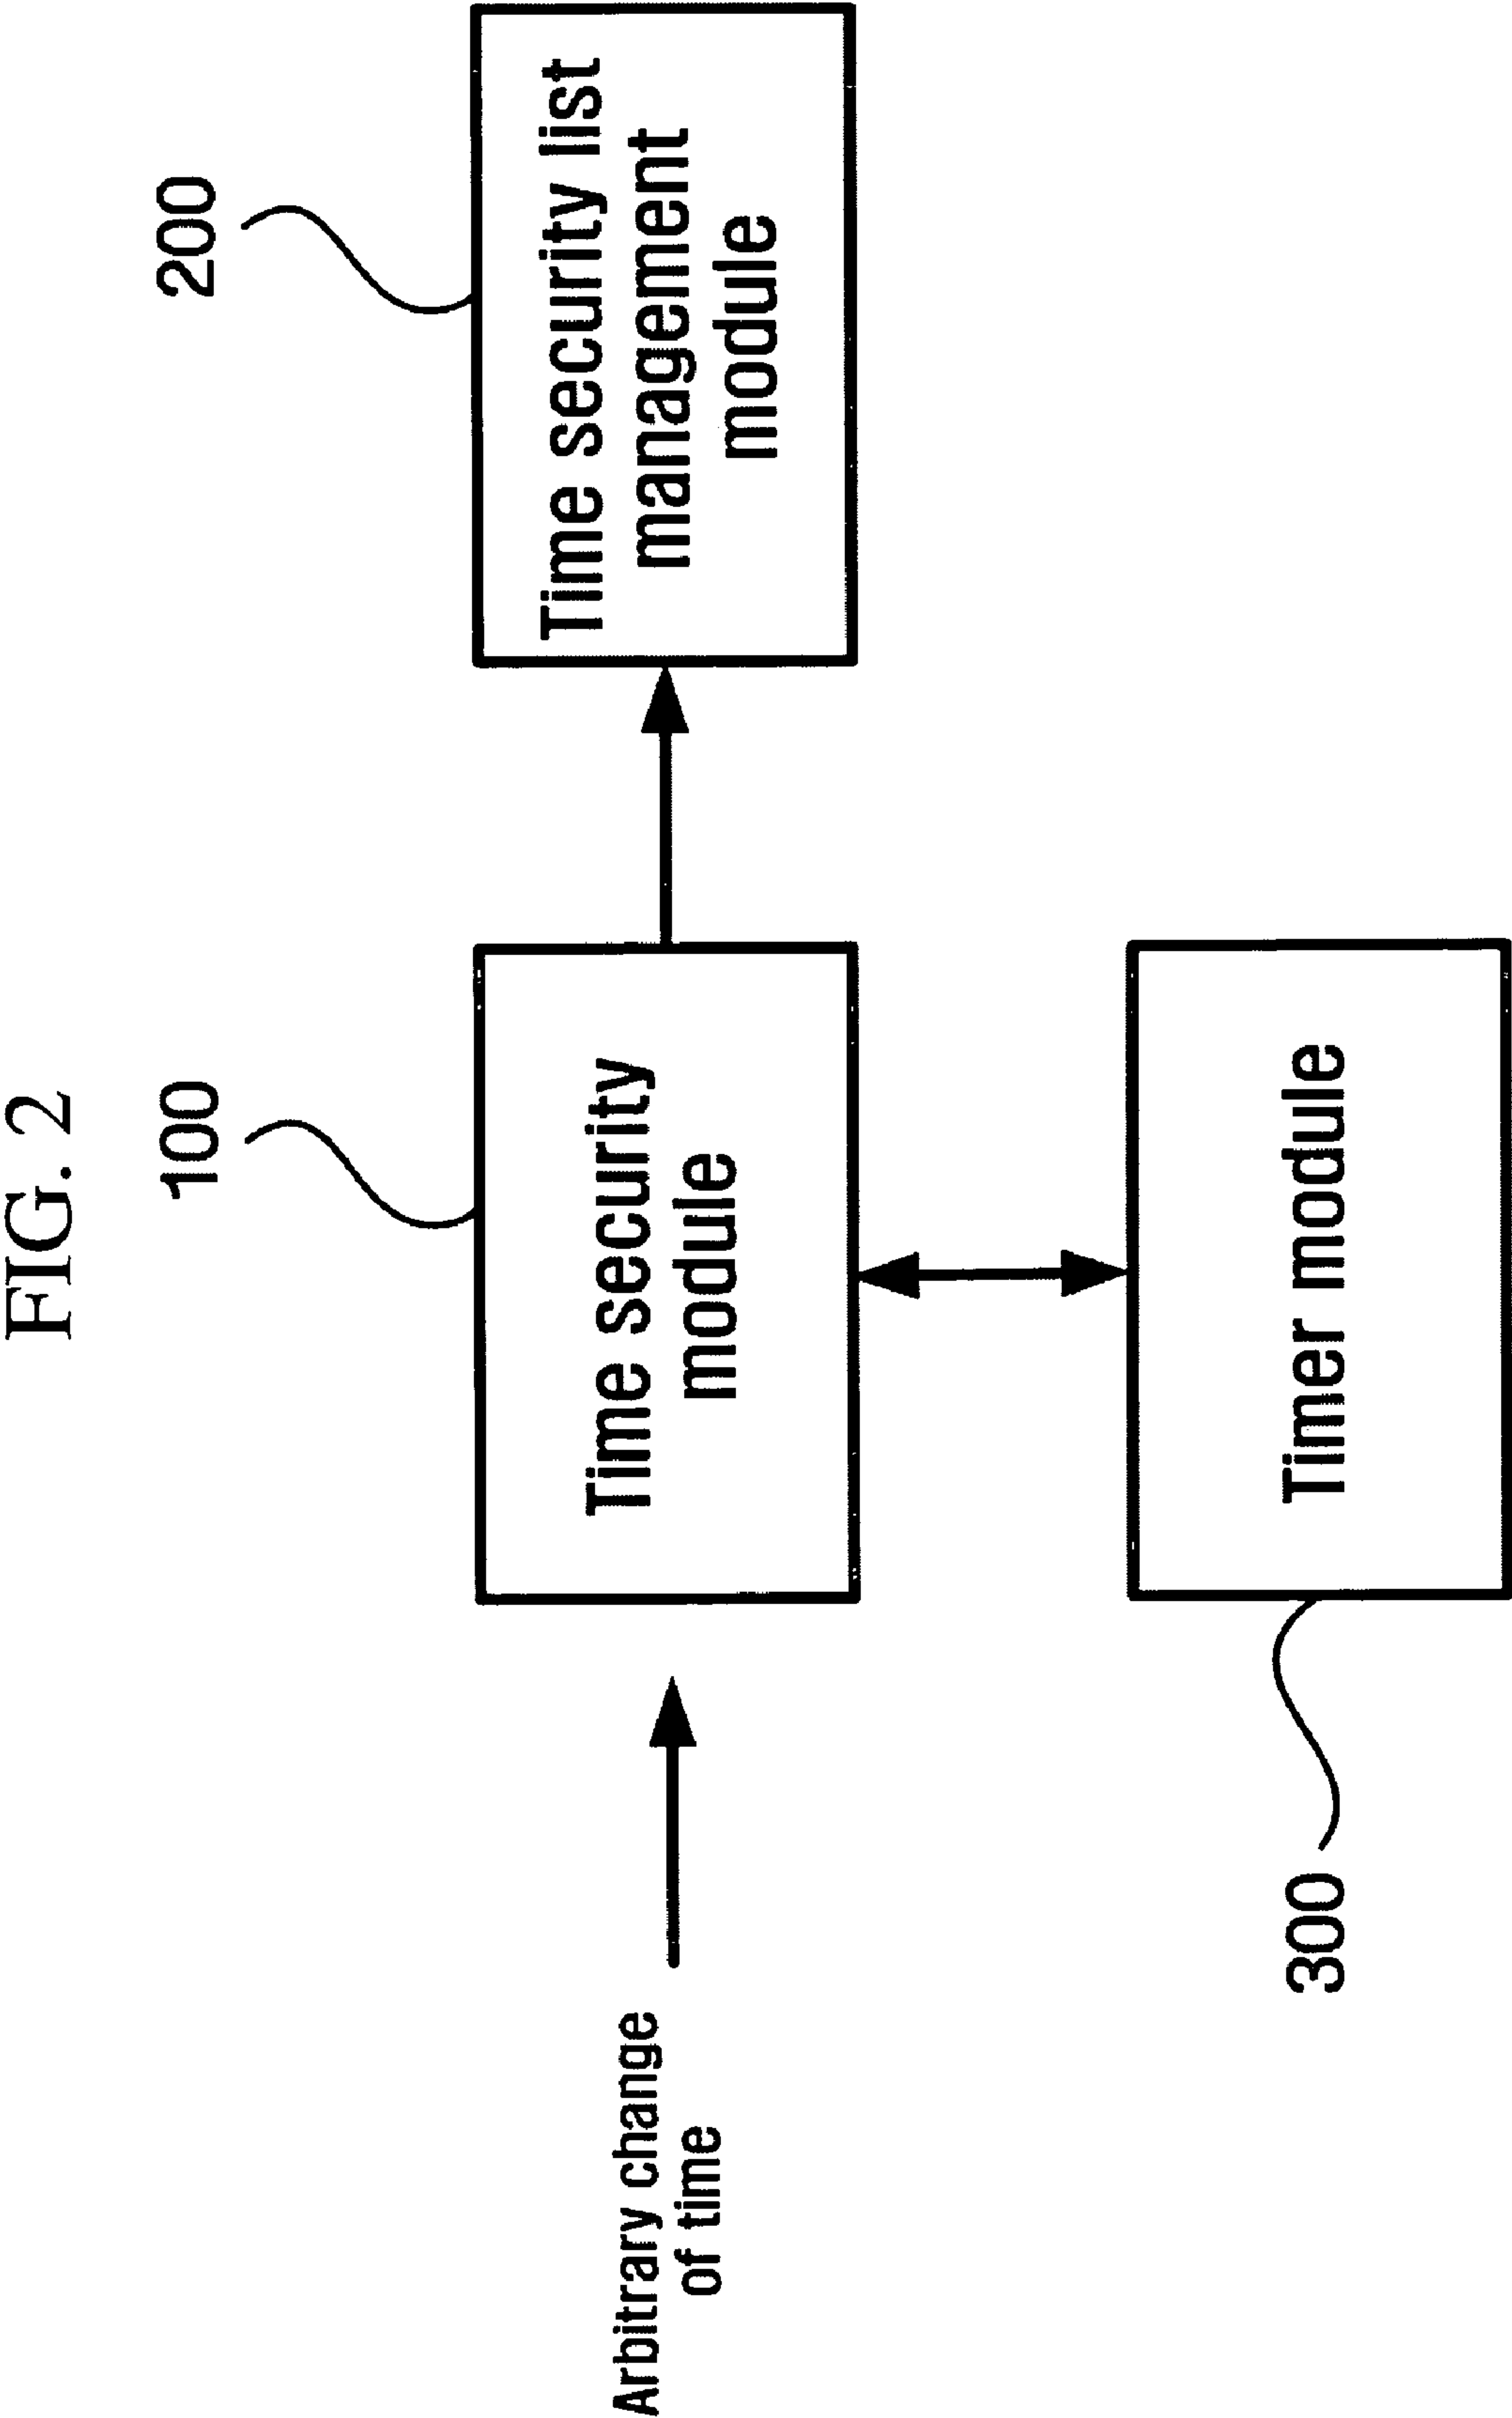 FIG. 2
100
200
Arbitrary change
of time
Time security
module
Time security list
management
module
300
Timer module